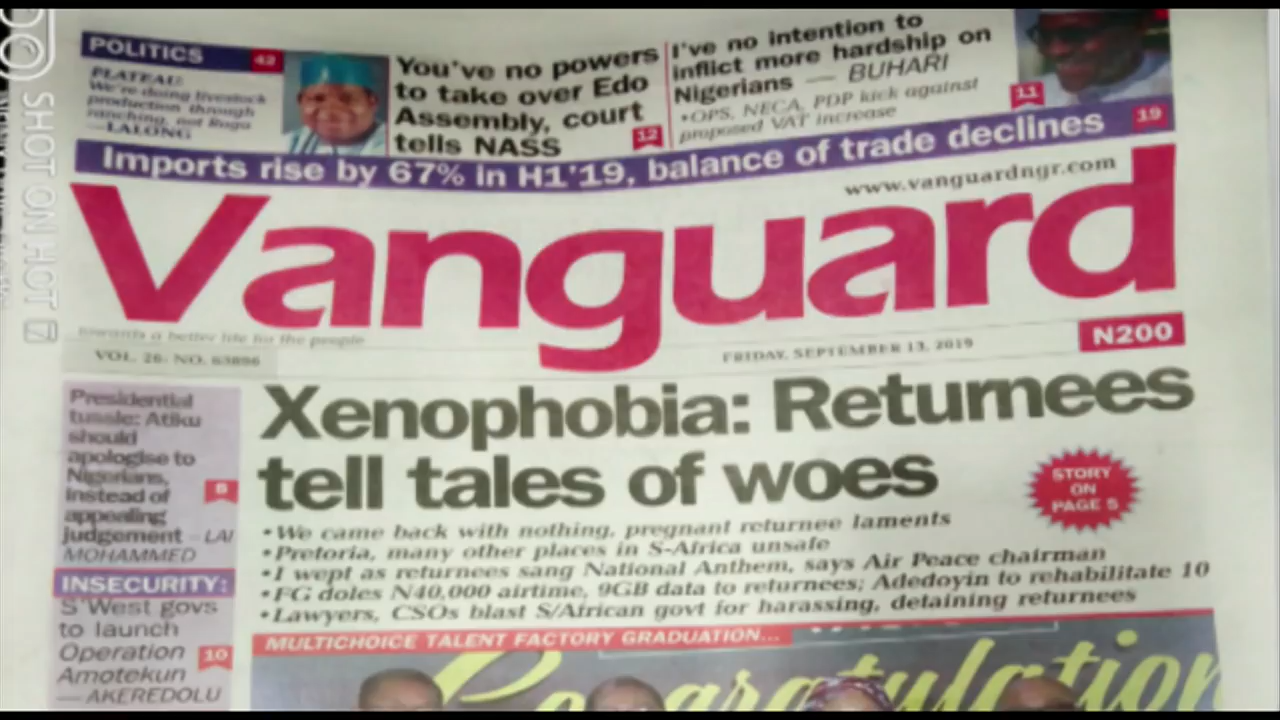 SHOT ON HOT 7
POLITICS 42
PLATEAU:
We're doing livestock
production through
ranching, not Ruga
—LALONG
You've no powers
to take over Edo
Assembly, court
tells NASS
12
I've no intention to
inflict more hardship on
Nigerians — BUHARI
•OPS, NECA, PDP kick against
proposed VAT increase
11
Imports rise by 67% in H1'19, balance of trade declines 19
www.vanguardngr.com
Vanguard
towards a better life for the people
VOL. 26: NO. 63896
FRIDAY, SEPTEMBER 13, 2019
N200
Presidential
tussle: Atiku
should
apologise to
Nigerians,
instead of
appealing
judgement – LAI
MOHAMMED
INSECURITY:
S'West govs
to launch
Operation
Amotekun
— AKEREDOLU
10
Xenophobia: Returnees
tell tales of woes
STORY
ON
PAGE 5
•We came back with nothing, pregnant returnee laments
•Pretoria, many other places in S-Africa unsafe
•I wept as returnees sang National Anthem, says Air Peace chairman
•FG doles N40,000 airtime, 9GB data to returnees; Adedoyin to rehabilitate 10
•Lawyers, CSOs blast S/African govt for harassing, detaining returnees
MULTICHOICE TALENT FACTORY GRADUATION...
Congratulation